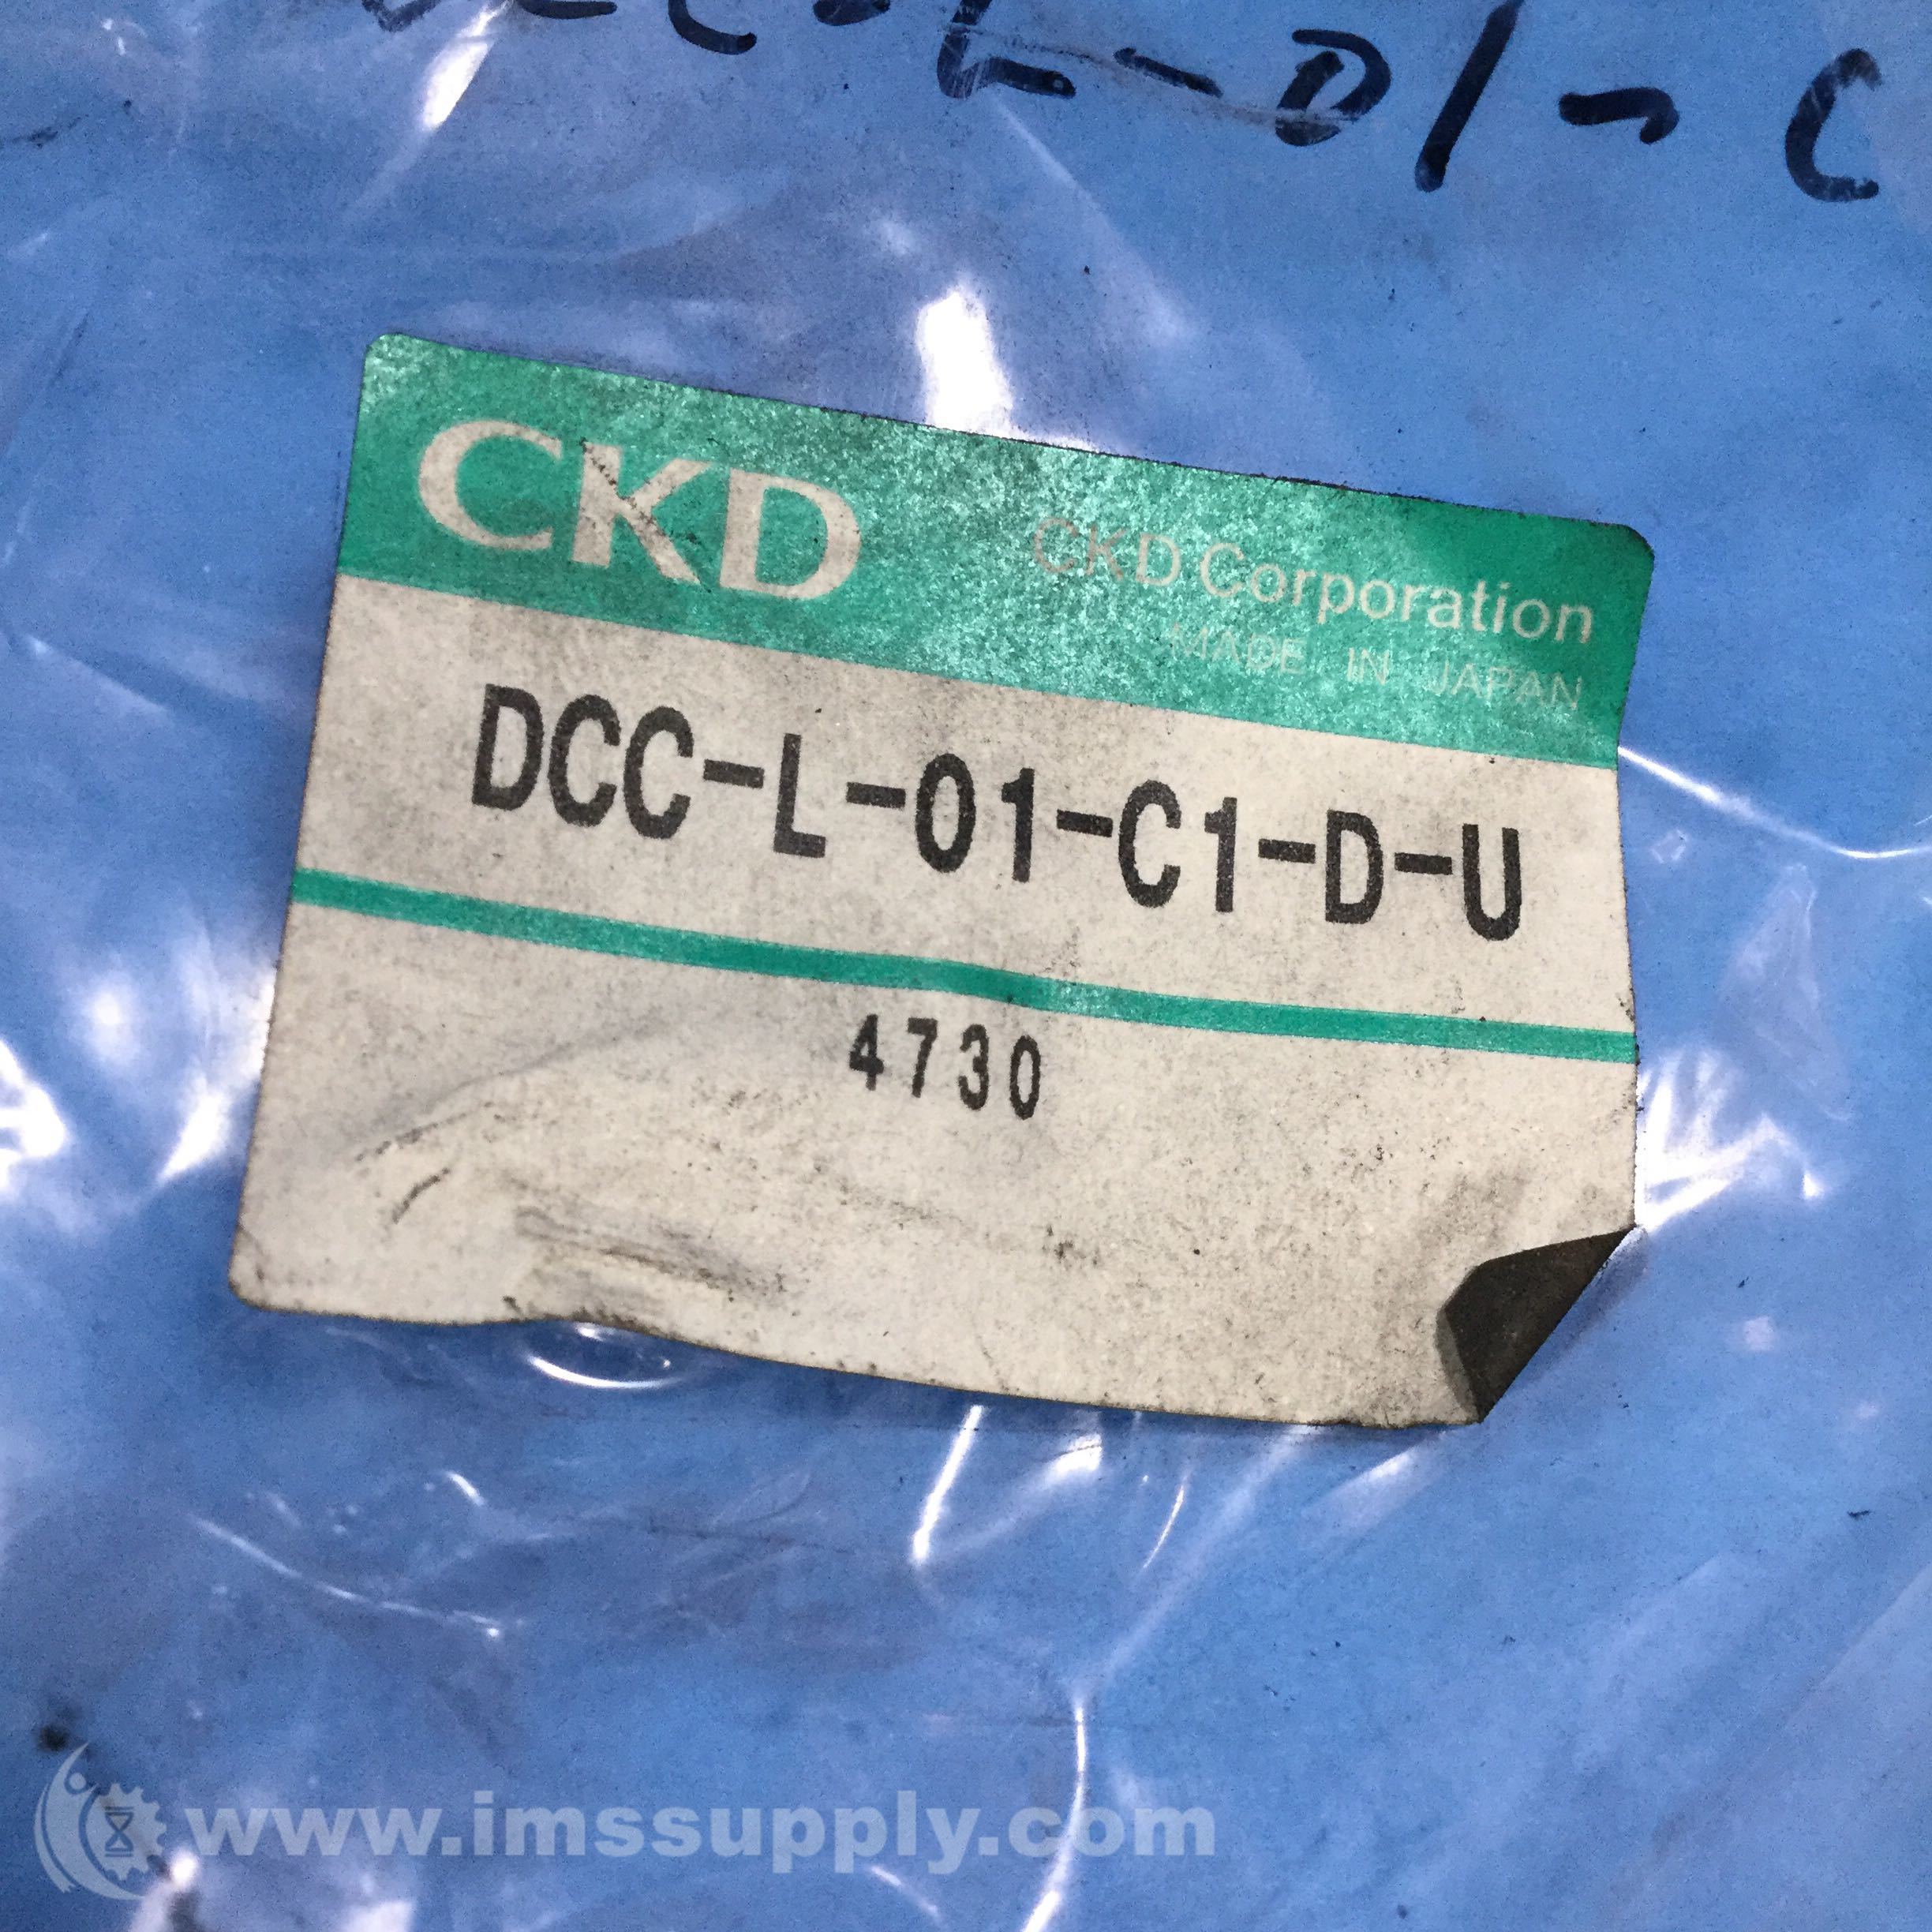 CKD
CKD Corporation
MADE IN JAPAN
DCC-L-01-C1-D-U
4730
www.imssupply.com